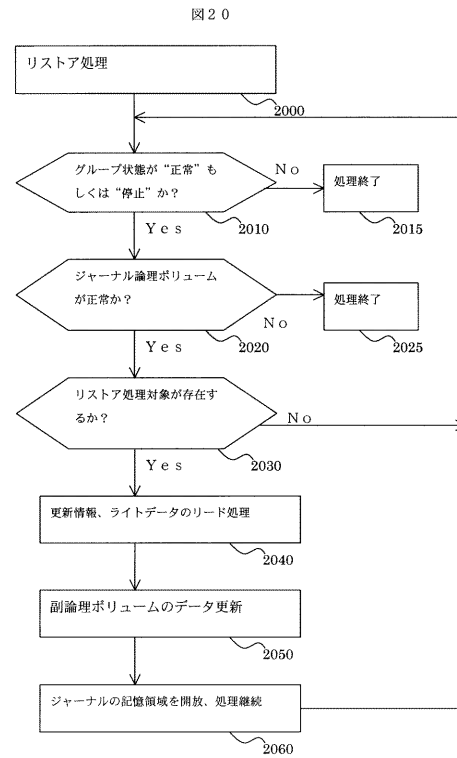 図２０
リストア処理
2000
グループ状態が“正常”も
しくは“停止”か？
Ｎｏ
処理終了
2010
2015
Ｙｅｓ
ジャーナル論理ボリューム
が正常か？
処理終了
Ｎｏ
2020
2025
Ｙｅｓ
リストア処理対象が存在す
るか？
Ｎｏ
2030
Ｙｅｓ
更新情報、ライトデータのリード処理
2040
副論理ボリュームのデータ更新
2050
ジャーナルの記憶領域を開放、処理継続
2060